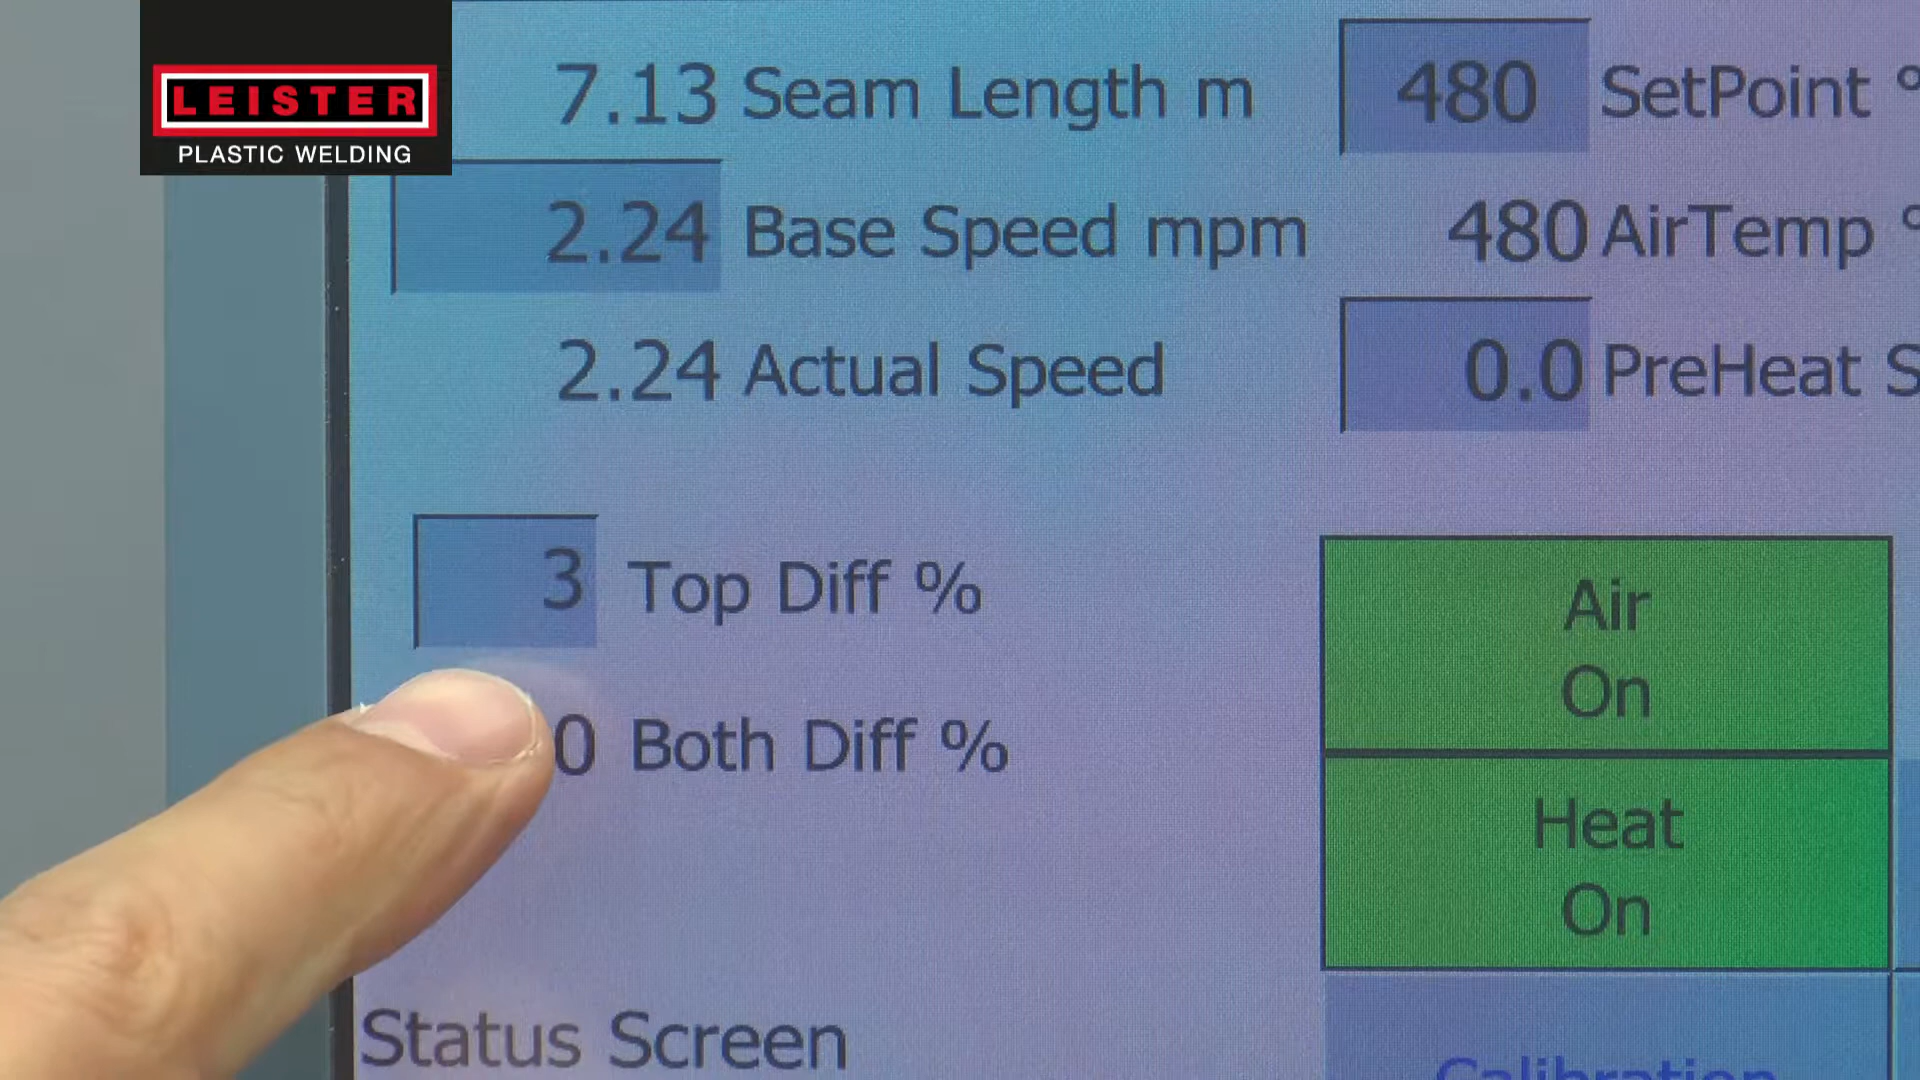 LEISTER
PLASTIC WELDING
7.13 Seam Length m
480 SetPoint °
2.24 Base Speed mpm
480 AirTemp °
2.24 Actual Speed
0.0 PreHeat S
3 Top Diff %
0 Both Diff %
Air
On
Heat
On
Status Screen
Calibration